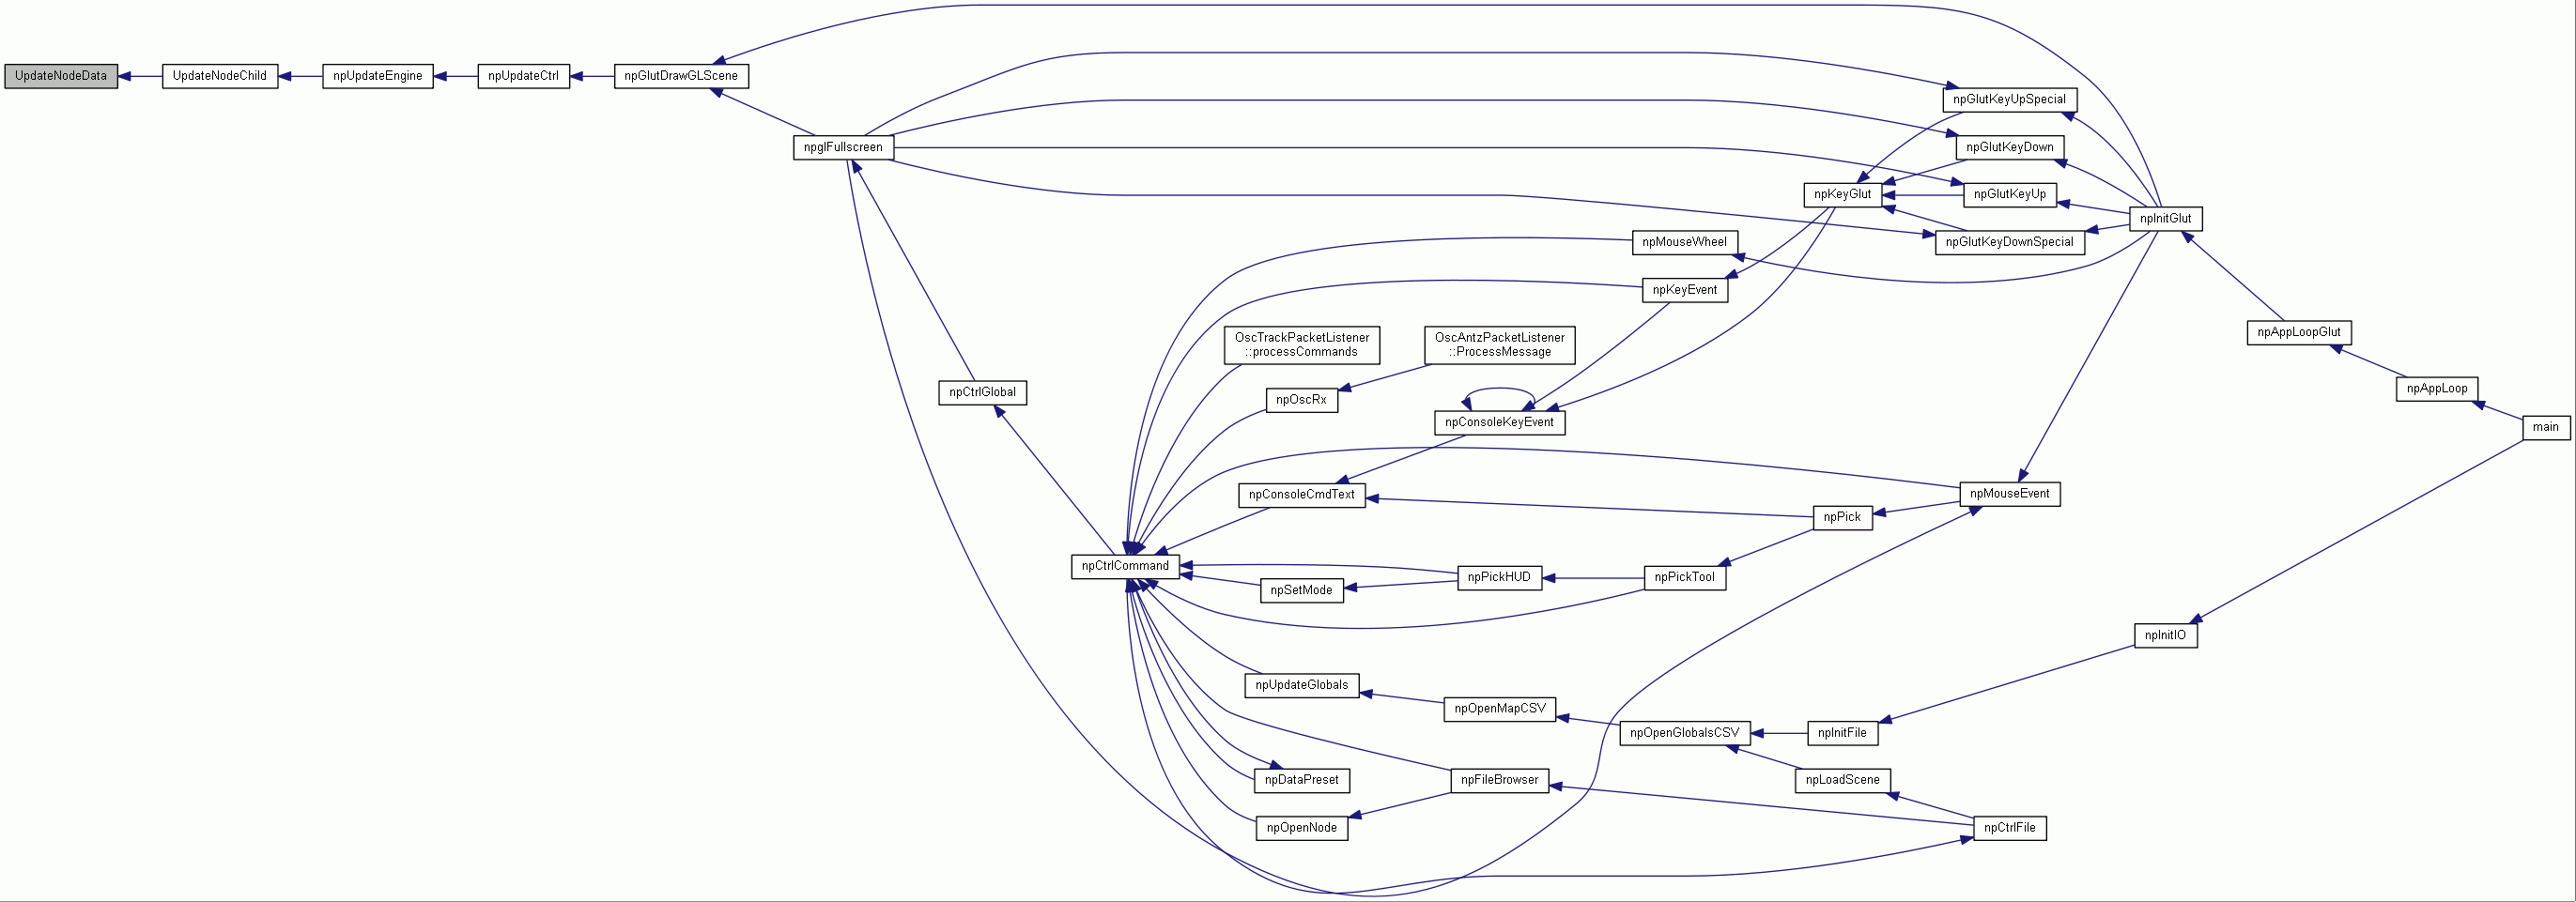 UpdateNodeData
UpdateNodeChild
npUpdateEngine
npUpdateCtrl
npGlutDrawGLScene
npglFullscreen
npCtrlGlobal
npCtrlCommand
npMouseWheel
npKeyEvent
OscTrackPacketListener
::processCommands
OscAntzPacketListener
::ProcessMessage
npOscRx
npConsoleKeyEvent
npConsoleCmdText
npPickHUD
npSetMode
npPickTool
npPick
npMouseEvent
npKeyGlut
npGlutKeyUpSpecial
npGlutKeyDown
npGlutKeyUp
npGlutKeyDownSpecial
npInitGlut
npAppLoopGlut
npAppLoop
main
npInitIO
npUpdateGlobals
npOpenMapCSV
npOpenGlobalsCSV
npInitFile
npLoadScene
npDataPreset
npFileBrowser
npOpenNode
npCtrlFile